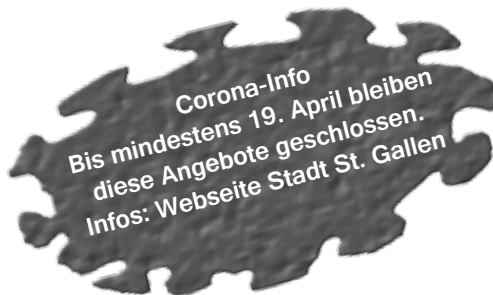 Corona-Info
Bis mindestens 19. April bleiben
diese Angebote geschlossen.
Infos: Webseite Stadt St. Gallen